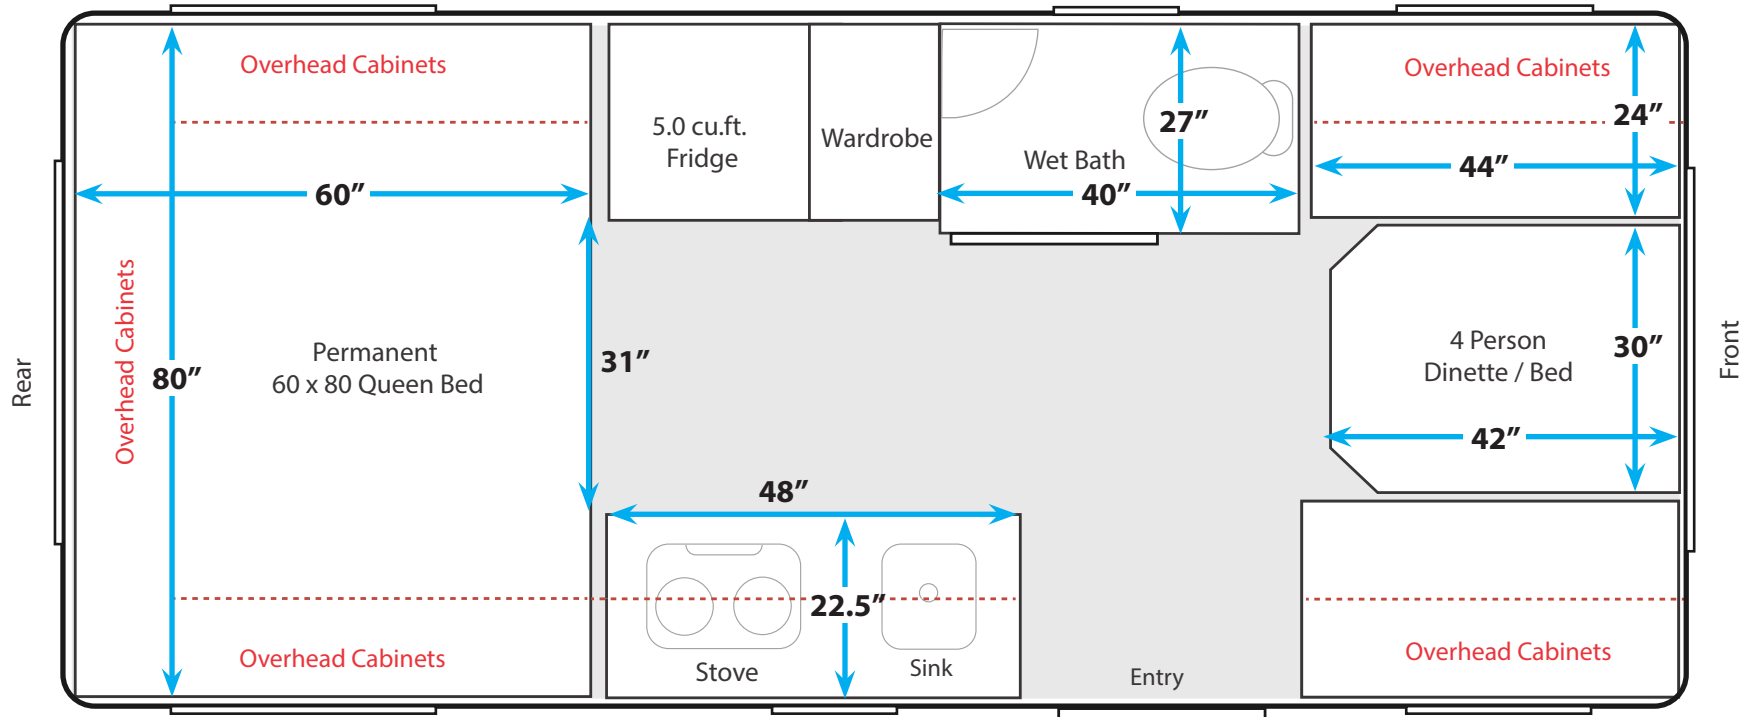 Overhead Cabinets
5.0 cu.ft.
Fridge
Wardrobe
Wet Bath
27”
40”
Overhead Cabinets
24”
44”
60”
Rear
Overhead Cabinets
80”
Permanent
60 x 80 Queen Bed
31”
4 Person
Dinette / Bed
30”
42”
Front
48”
22.5”
Stove
Sink
Overhead Cabinets
Entry
Overhead Cabinets